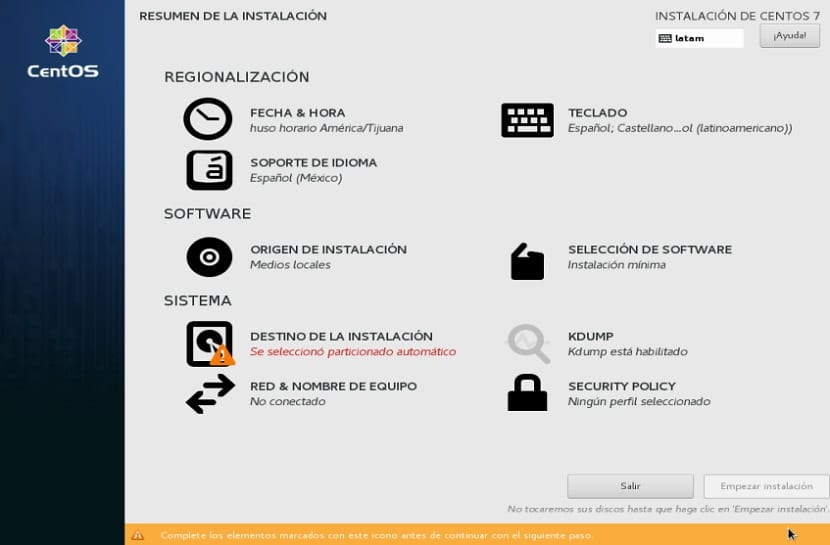 RESUMEN DE LA INSTALACIÓN
INSTALACIÓN DE CENTOS 7
latam
¡Ayuda!
CentOS
REGIONALIZACIÓN
FECHA & HORA
huso horario América/Tijuana
TECLADO
Español; Castellano...ol (latinoamericano))
SOPORTE DE IDIOMA
Español (México)
SOFTWARE
ORIGEN DE INSTALACIÓN
Medios locales
SELECCIÓN DE SOFTWARE
Instalación mínima
SISTEMA
DESTINO DE LA INSTALACIÓN
Se seleccionó particionado automático
KDUMP
Kdump está habilitado
RED & NOMBRE DE EQUIPO
No conectado
SECURITY POLICY
Ningún perfil seleccionado
Salir
Empezar instalación
No tocaremos sus discos hasta que haga clic en 'Empezar instalación'.
Complete los elementos marcados con este icono antes de continuar con el siguiente paso.